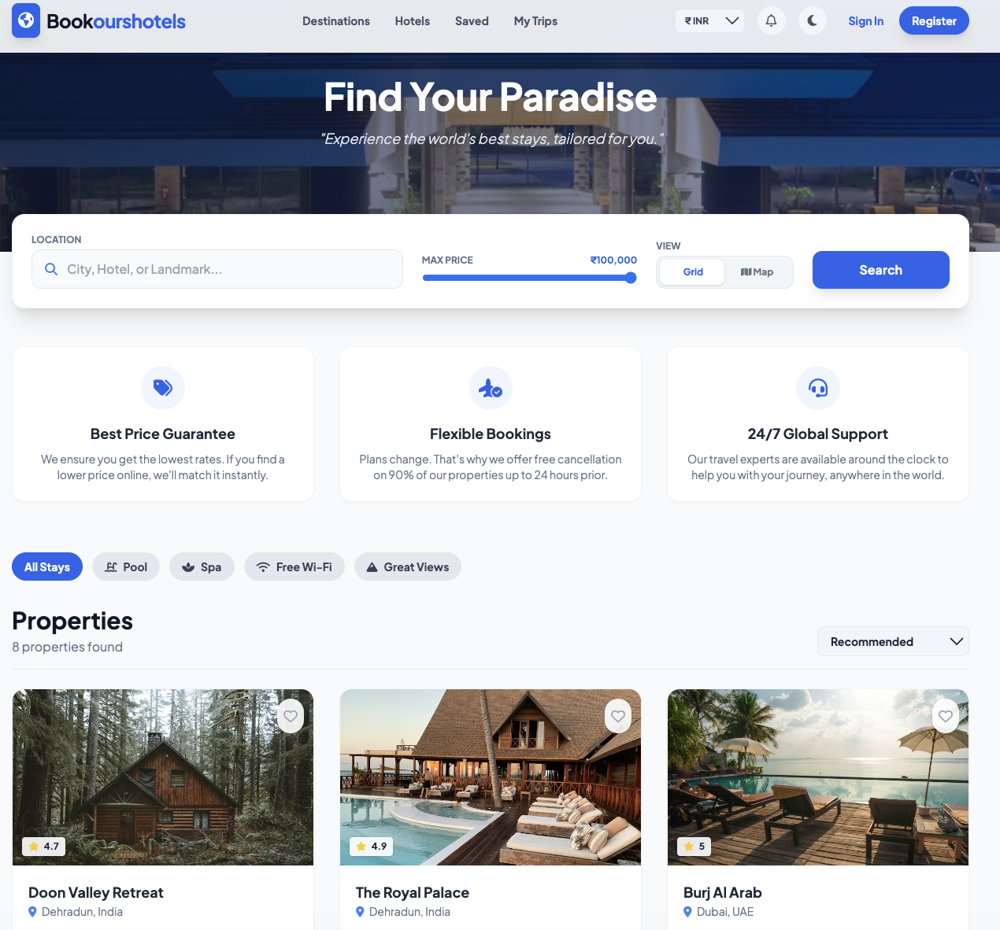 Bookourshotels
Destinations
Hotels
Saved
My Trips
₹ INR
Sign In
Register
Find Your Paradise
"Experience the world's best stays, tailored for you."
LOCATION
City, Hotel, or Landmark...
MAX PRICE
₹100,000
VIEW
Grid
Map
Search
Best Price Guarantee
We ensure you get the lowest rates. If you find a
lower price online, we'll match it instantly.
Flexible Bookings
Plans change. That's why we offer free cancellation
on 90% of our properties up to 24 hours prior.
24/7 Global Support
Our travel experts are available around the clock to
help you with your journey, anywhere in the world.
All Stays
Pool
Spa
Free Wi-Fi
Great Views
Properties
8 properties found
Recommended
4.7
4.9
5
Doon Valley Retreat
Dehradun, India
The Royal Palace
Dehradun, India
Burj Al Arab
Dubai, UAE